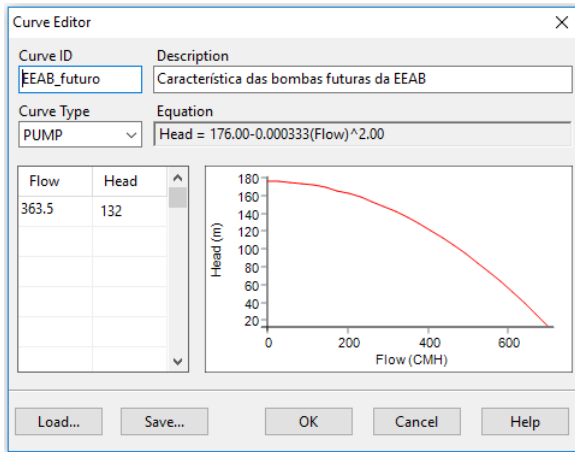 Curve Editor
Curve ID Description
EEAB_futuro Característica das bombas futuras da EEAB
Curve Type Equation
PUMP Head = 176.00-0.000333(Flow)^2.00
Flow Head
363.5 132
180
160
140
120
100
80
60
40
20
Head (m)
0 200 400 600
Flow (CMH)
Load... Save... OK Cancel Help